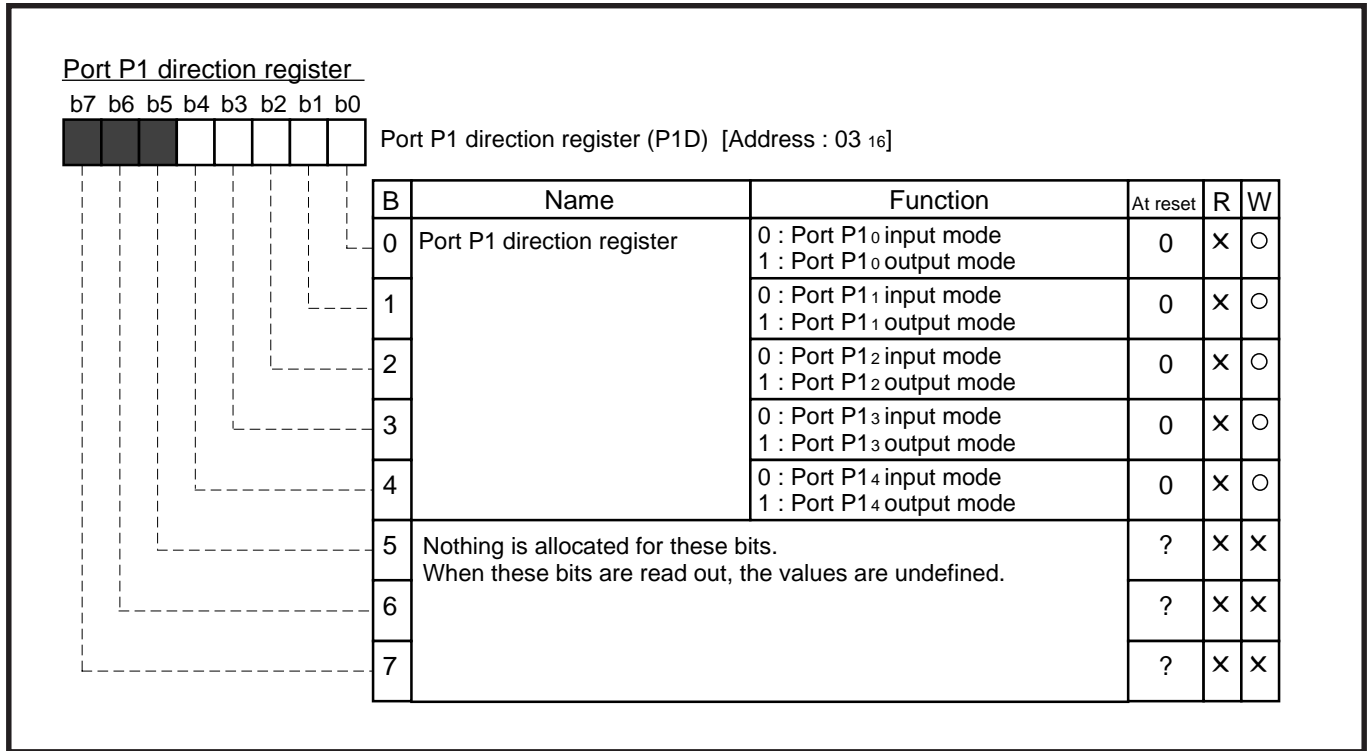 Port P1 direction register
b7 b6 b5 b4 b3 b2 b1 b0
Port P1 direction register (P1D) [Address : 03 16]
B Name Function At reset R W
0 Port P1 direction register 0 : Port P10 input mode 0 × ○
1 : Port P10 output mode
1 0 : Port P11 input mode 0 × ○
1 : Port P11 output mode
2 0 : Port P12 input mode 0 × ○
1 : Port P12 output mode
3 0 : Port P13 input mode 0 × ○
1 : Port P13 output mode
4 0 : Port P14 input mode 0 × ○
1 : Port P14 output mode
5 Nothing is allocated for these bits. ? × ×
When these bits are read out, the values are undefined.
6 ? × ×
7 ? × ×